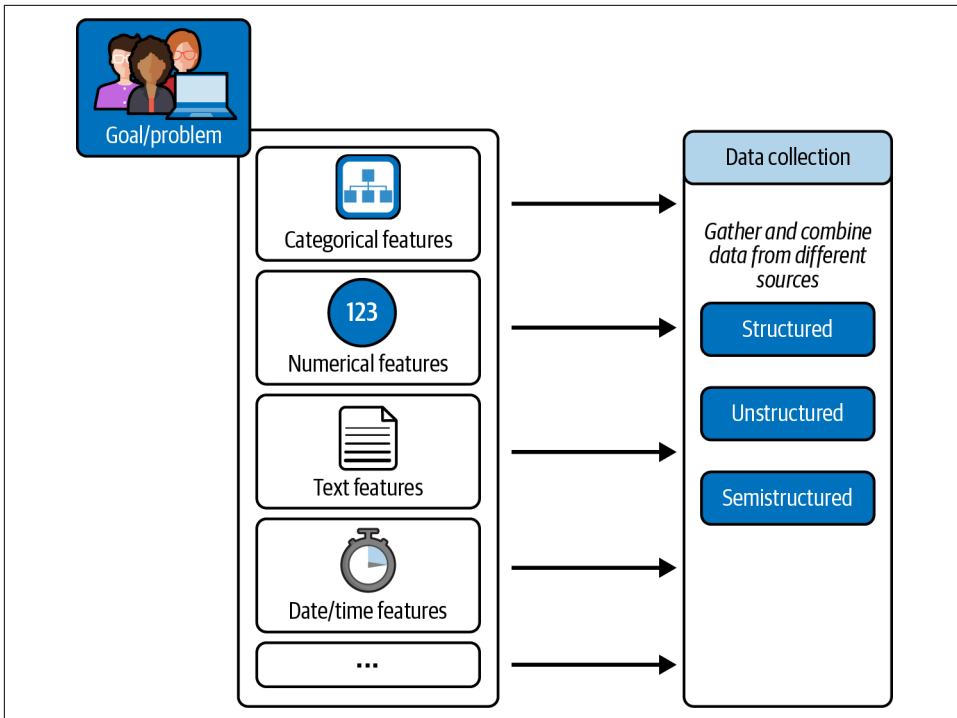 Goal/problem
Categorical features
123
Numerical features
Text features
Date/time features
...
Data collection
Gather and combine
data from different
sources
Structured
Unstructured
Semistructured